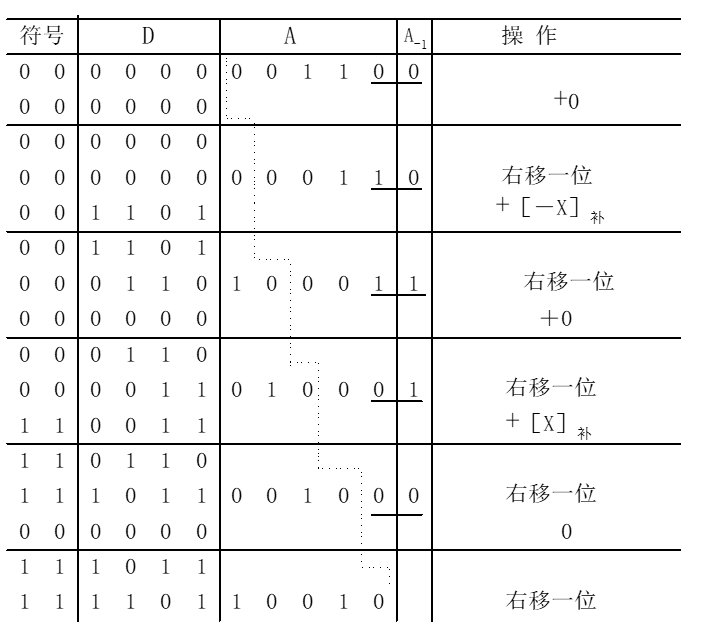 符号 D A A-1 操 作
0 0 0 0 0 0 0 0 1 1 0 0
0 0 0 0 0 0 +0
0 0 0 0 0 0
0 0 0 0 0 0 0 0 0 1 1 0 右移一位
0 0 1 1 0 1 +[-X]补
0 0 1 1 0 1
0 0 0 1 1 0 1 0 0 0 1 1 右移一位
0 0 0 0 0 0 +0
0 0 0 1 1 0
0 0 0 0 1 1 0 1 0 0 0 1 右移一位
1 1 0 0 1 1 +[X]补
1 1 0 1 1 0
1 1 1 0 1 1 0 0 1 0 0 0 右移一位
0 0 0 0 0 0 0
1 1 1 0 1 1
1 1 1 1 0 1 1 0 0 1 0 右移一位